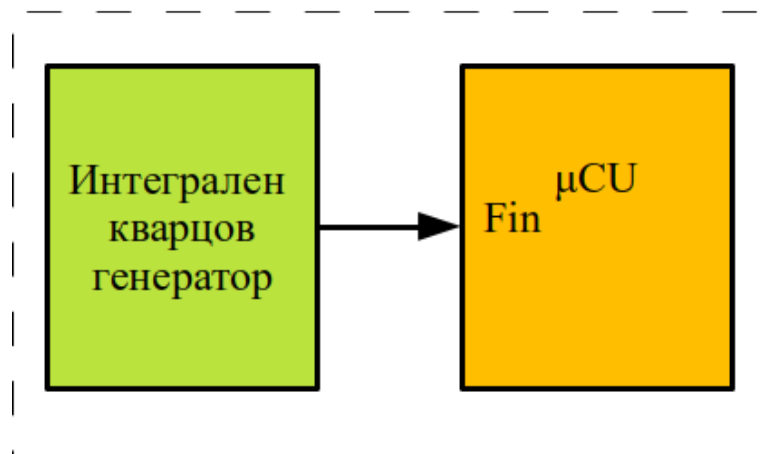 Интегрален
кварцов
генератор
μCU
Fin